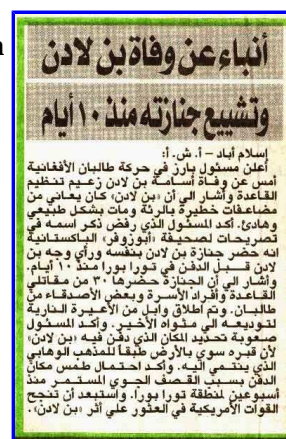 أنباء عن وفاة بن لادن
وتشييع جنازته منذ ١٠ أيام
إسلام أباد - أ. ش. أ:
أعلن مسئول بارز في حركة طالبان الأفغانية
أمس عن وفاة أسامة بن لادن زعيم تنظيم
القاعدة وأشار الى أن «بن لادن» كان يعاني من
مضاعفات خطيرة بالرئة ومات بشكل طبيعي
وهادئ. أكد المسئول الذي رفض ذكر اسمه في
تصريحات لصحيفة «أوبزرفر» الباكستانية
انه حضر جنازة بن لادن بنفسه ورأي وجه بن
لادن قبل الدفن في تورا بورا منذ ١٠ أيام.
وأشار الي أن الجنازة حضرها ٣٠ من مقاتلي
القاعدة وأفراد الأسرة وبعض الأصدقاء من
طالبان. وتم اطلاق وابل من الأعيرة النارية
لتوديعه الي مثواه الأخير. وأكد المسئول
صعوبة تحديد المكان الذي دفن فيه «بن لادن»
لأن قبره سوي بالأرض طبقاً للمذهب الوهابي
الذي ينتمي اليه. وأكد احتمال طمس مكان
الدفن بسبب القصف الجوي المستمر منذ
أسبوعين لمنطقة تورا بورا. واستبعد أن تنجح
القوات الأمريكية في العثور علي أثر «بن لادن».